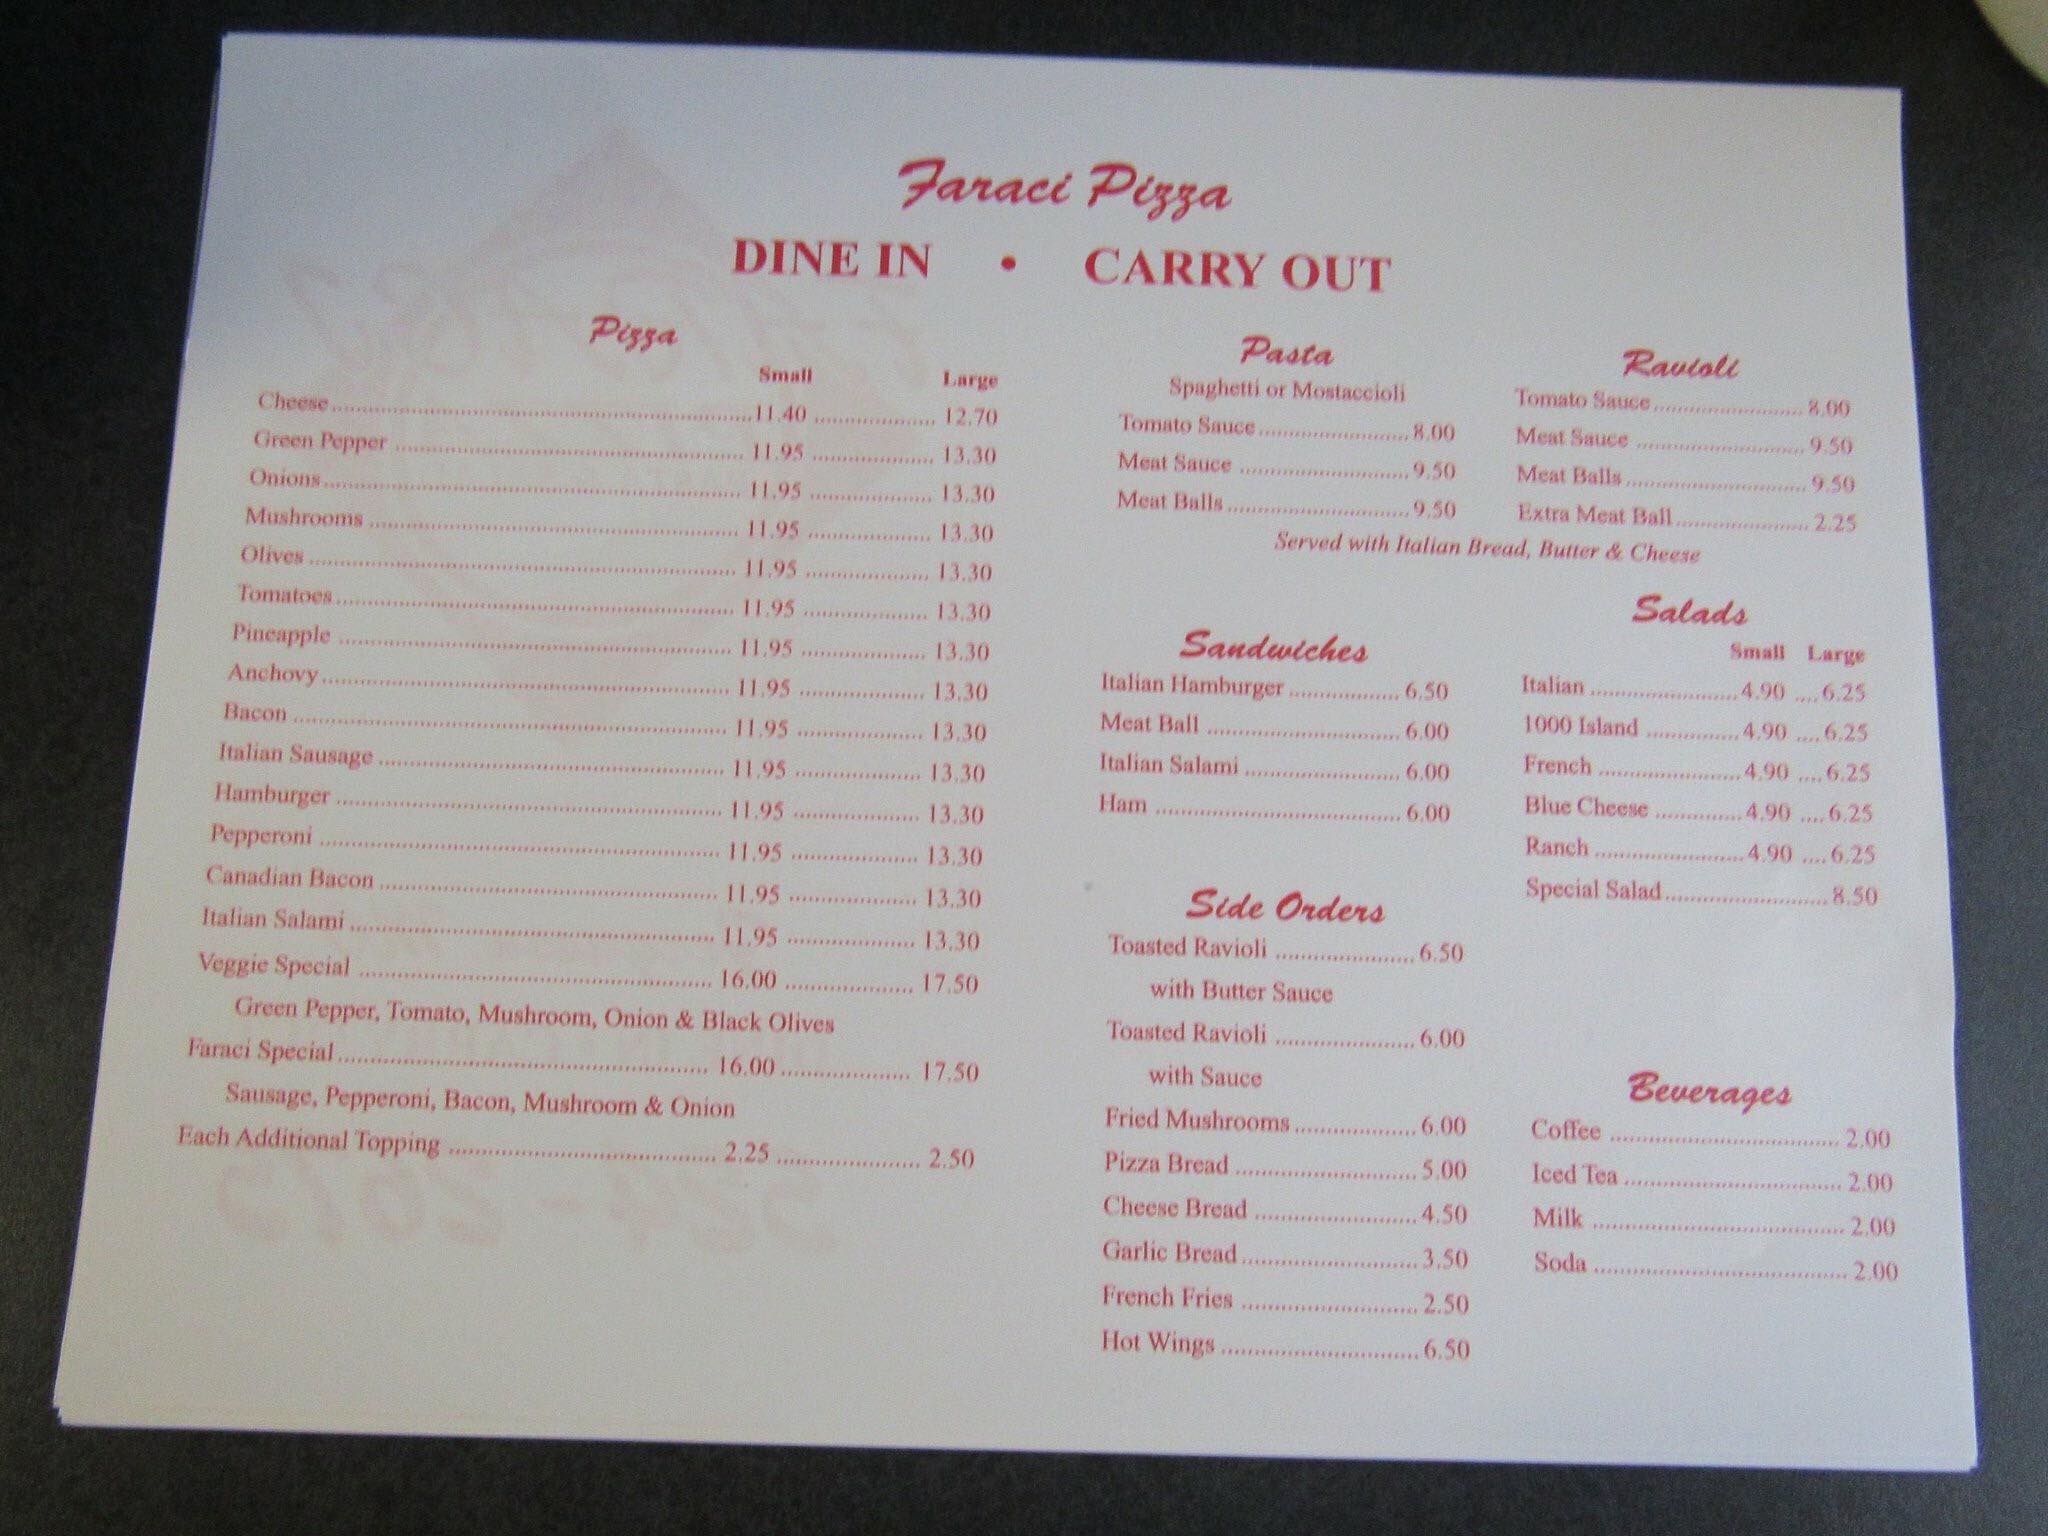 Faraci Pizza
DINE IN • CARRY OUT
Pizza
Small Large
Cheese 11.40 12.70
Green Pepper 11.95 13.30
Onions 11.95 13.30
Mushrooms 11.95 13.30
Olives 11.95 13.30
Tomatoes 11.95 13.30
Pineapple 11.95 13.30
Anchovy 11.95 13.30
Bacon 11.95 13.30
Italian Sausage 11.95 13.30
Hamburger 11.95 13.30
Pepperoni 11.95 13.30
Canadian Bacon 11.95 13.30
Italian Salami 11.95 13.30
Veggie Special 16.00 17.50
Green Pepper, Tomato, Mushroom, Onion & Black Olives
Faraci Special 16.00 17.50
Sausage, Pepperoni, Bacon, Mushroom & Onion
Each Additional Topping 2.25 2.50
Pasta
Spaghetti or Mostaccioli
Tomato Sauce 8.00
Meat Sauce 9.50
Meat Balls 9.50
Ravioli
Tomato Sauce 8.00
Meat Sauce 9.50
Meat Balls 9.50
Extra Meat Ball 2.25
Served with Italian Bread, Butter & Cheese
Sandwiches
Italian Hamburger 6.50
Meat Ball 6.00
Italian Salami 6.00
Ham 6.00
Salads
Small Large
Italian 4.90 6.25
1000 Island 4.90 6.25
French 4.90 6.25
Blue Cheese 4.90 6.25
Ranch 4.90 6.25
Special Salad 8.50
Side Orders
Toasted Ravioli 6.50
with Butter Sauce
Toasted Ravioli 6.00
with Sauce
Fried Mushrooms 6.00
Pizza Bread 5.00
Cheese Bread 4.50
Garlic Bread 3.50
French Fries 2.50
Hot Wings 6.50
Beverages
Coffee 2.00
Iced Tea 2.00
Milk 2.00
Soda 2.00